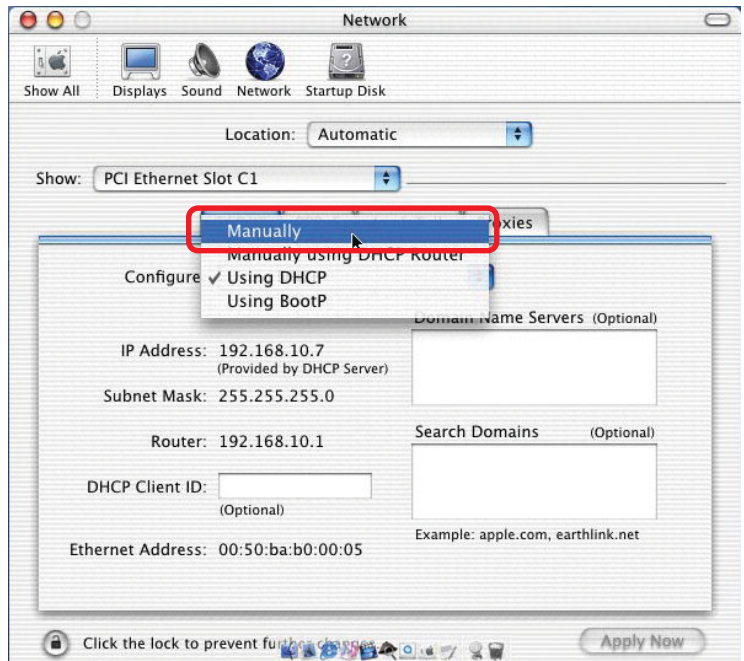 Network
Show All Displays Sound Network Startup Disk
Location: Automatic
Show: PCI Ethernet Slot C1
Proxies
Manually
Manually using DHCP Router
Configure ✓ Using DHCP
Using BootP
Domain Name Servers (Optional)
IP Address: 192.168.10.7
(Provided by DHCP Server)
Subnet Mask: 255.255.255.0
Search Domains (Optional)
Router: 192.168.10.1
DHCP Client ID:
(Optional)
Example: apple.com, earthlink.net
Ethernet Address: 00:50:ba:b0:00:05
Click the lock to prevent further changes.
Apply Now